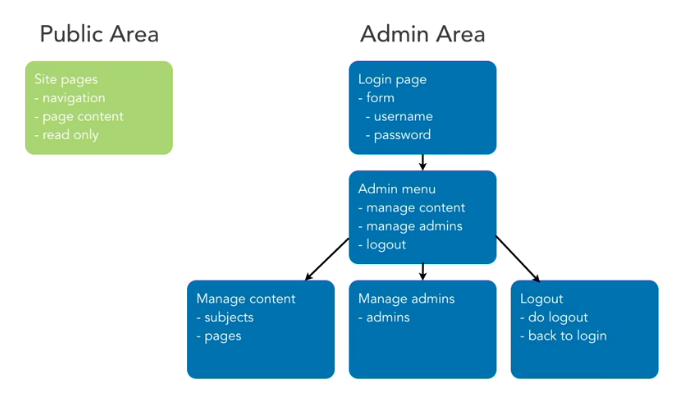 Public Area
Admin Area
Site pages
- navigation
- page content
- read only
Login page
- form
- username
- password
Admin menu
- manage content
- manage admins
- logout
Manage content
- subjects
- pages
Manage admins
- admins
Logout
- do logout
- back to login